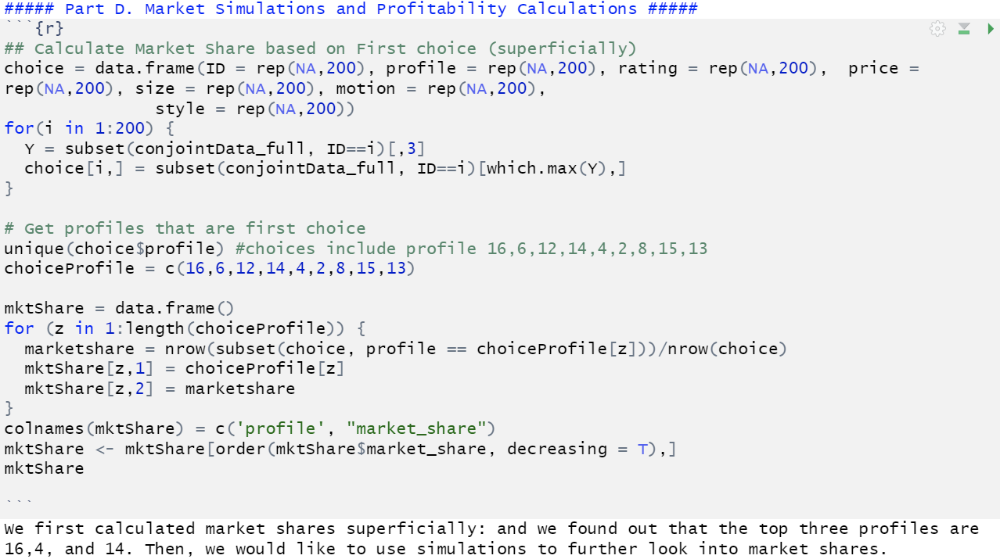 ##### Part D. Market Simulations and Profitability Calculations #####
```{r}
## Calculate Market Share based on First choice (superficially)
choice = data.frame(ID = rep(NA,200), profile = rep(NA,200), rating = rep(NA,200),  price =
rep(NA,200), size = rep(NA,200), motion = rep(NA,200),
               style = rep(NA,200))
for(i in 1:200) {
  Y = subset(conjointData_full, ID==i)[,3]
  choice[i,] = subset(conjointData_full, ID==i)[which.max(Y),]
}

# Get profiles that are first choice
unique(choice$profile) #choices include profile 16,6,12,14,4,2,8,15,13
choiceProfile = c(16,6,12,14,4,2,8,15,13)

mktShare = data.frame()
for (z in 1:length(choiceProfile)) {
  marketshare = nrow(subset(choice, profile == choiceProfile[z]))/nrow(choice)
  mktShare[z,1] = choiceProfile[z]
  mktShare[z,2] = marketshare
}
colnames(mktShare) = c('profile', "market_share")
mktShare <- mktShare[order(mktShare$market_share, decreasing = T),]
mktShare

```
We first calculated market shares superficially: and we found out that the top three profiles are
16,4, and 14. Then, we would like to use simulations to further look into market shares.